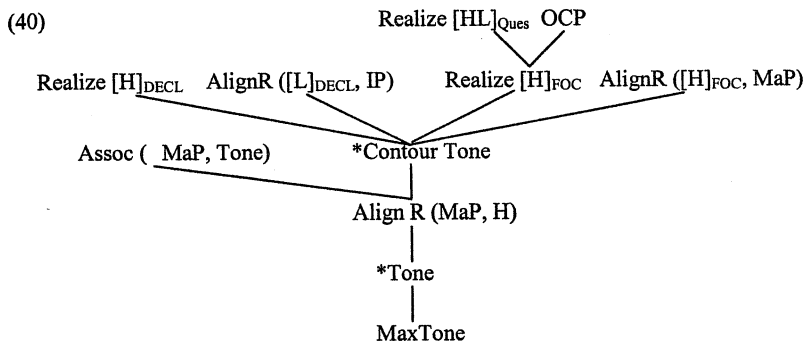 (40)
Realize [HL]Ques OCP
Realize [H]DECL AlignR ([L]DECL, IP) Realize [H]FOC AlignR ([H]FOC, MaP)
Assoc ( MaP, Tone) *Contour Tone
Align R (MaP, H)
*Tone
MaxTone